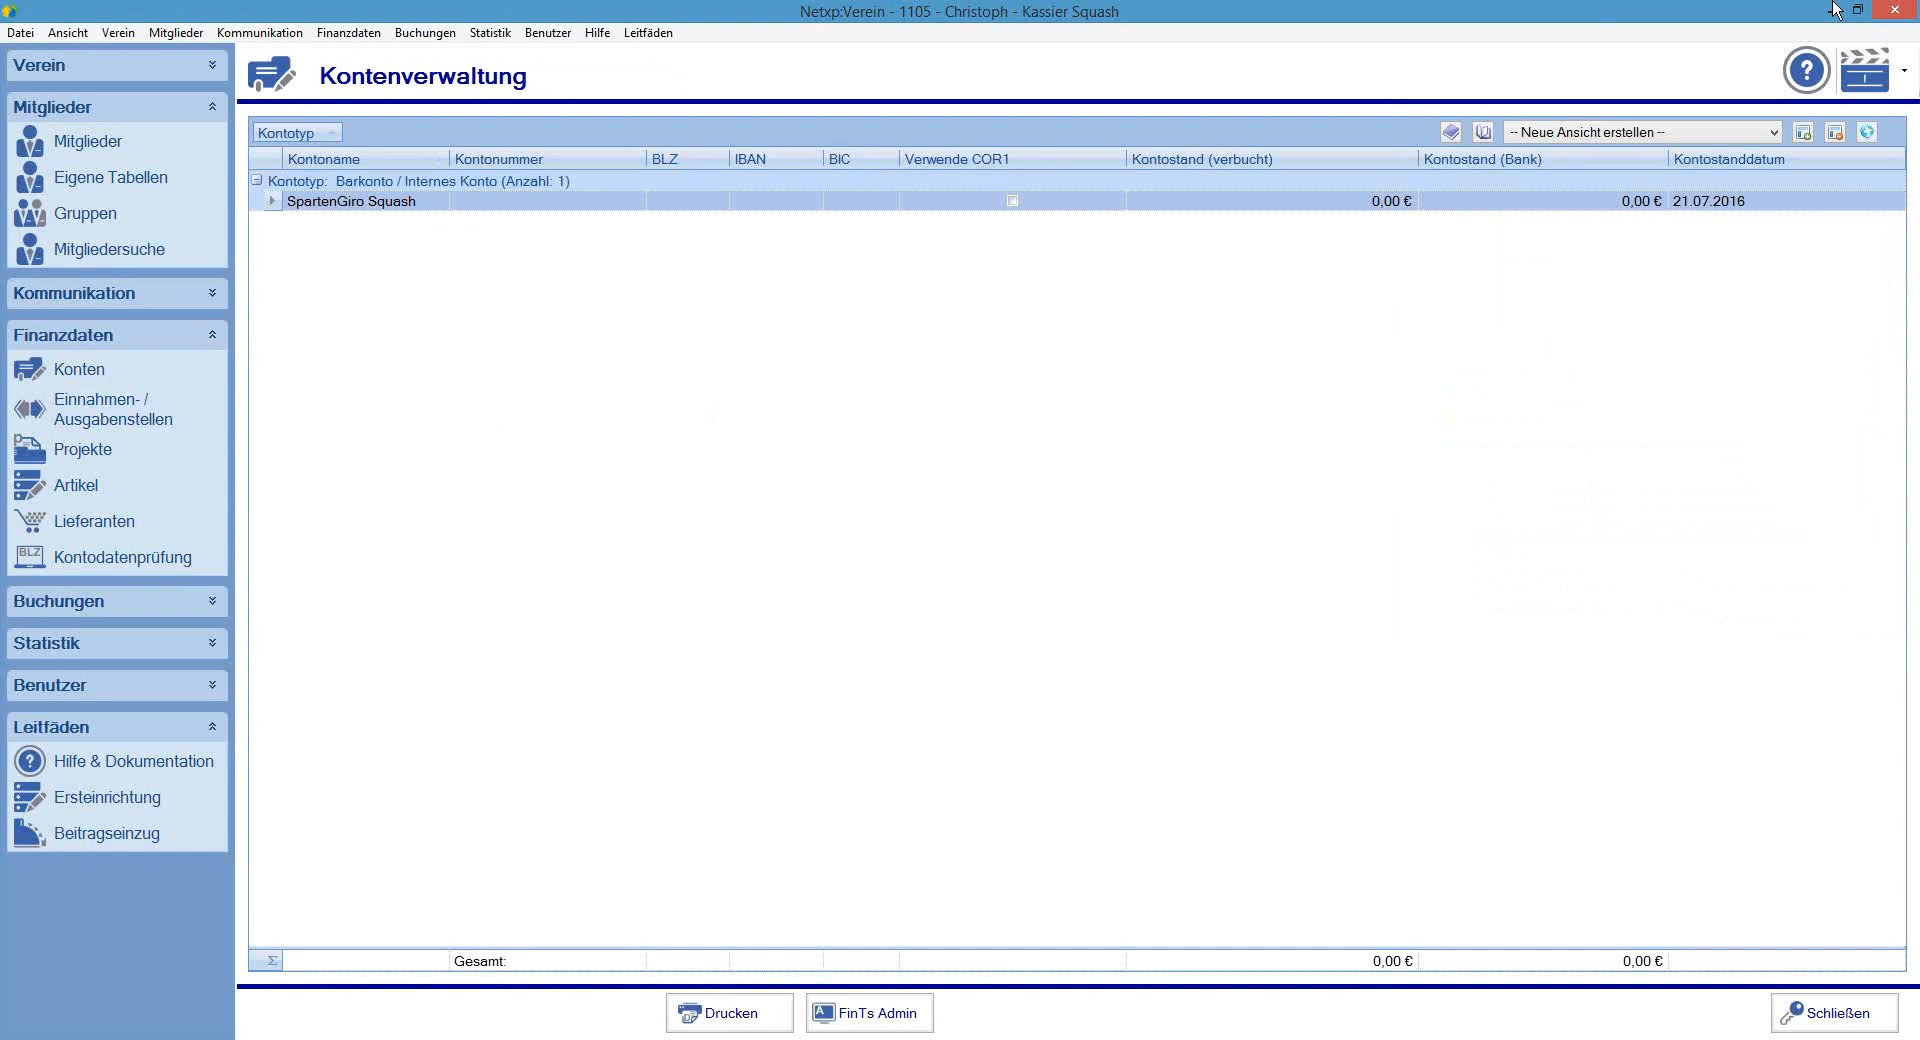 Netxp:Verein - 1105 - Christoph - Kassier Squash
Datei Ansicht Verein Mitglieder Kommunikation Finanzdaten Buchungen Statistik Benutzer Hilfe Leitfäden
Verein
Mitglieder
Mitglieder
Eigene Tabellen
Gruppen
Mitgliedersuche
Kommunikation
Finanzdaten
Konten
Einnahmen- /
Ausgabenstellen
Projekte
Artikel
Lieferanten
BLZ
Kontodatenprüfung
Buchungen
Statistik
Benutzer
Leitfäden
Hilfe & Dokumentation
Ersteinrichtung
Beitragseinzug
Kontenverwaltung
Kontotyp
-- Neue Ansicht erstellen --
Kontoname Kontonummer BLZ IBAN BIC Verwende COR1 Kontostand (verbucht) Kontostand (Bank) Kontostanddatum
Kontotyp: Barkonto / Internes Konto (Anzahl: 1)
SpartenGiro Squash 0,00 € 0,00 € 21.07.2016
Σ Gesamt: 0,00 € 0,00 €
Drucken FinTs Admin Schließen